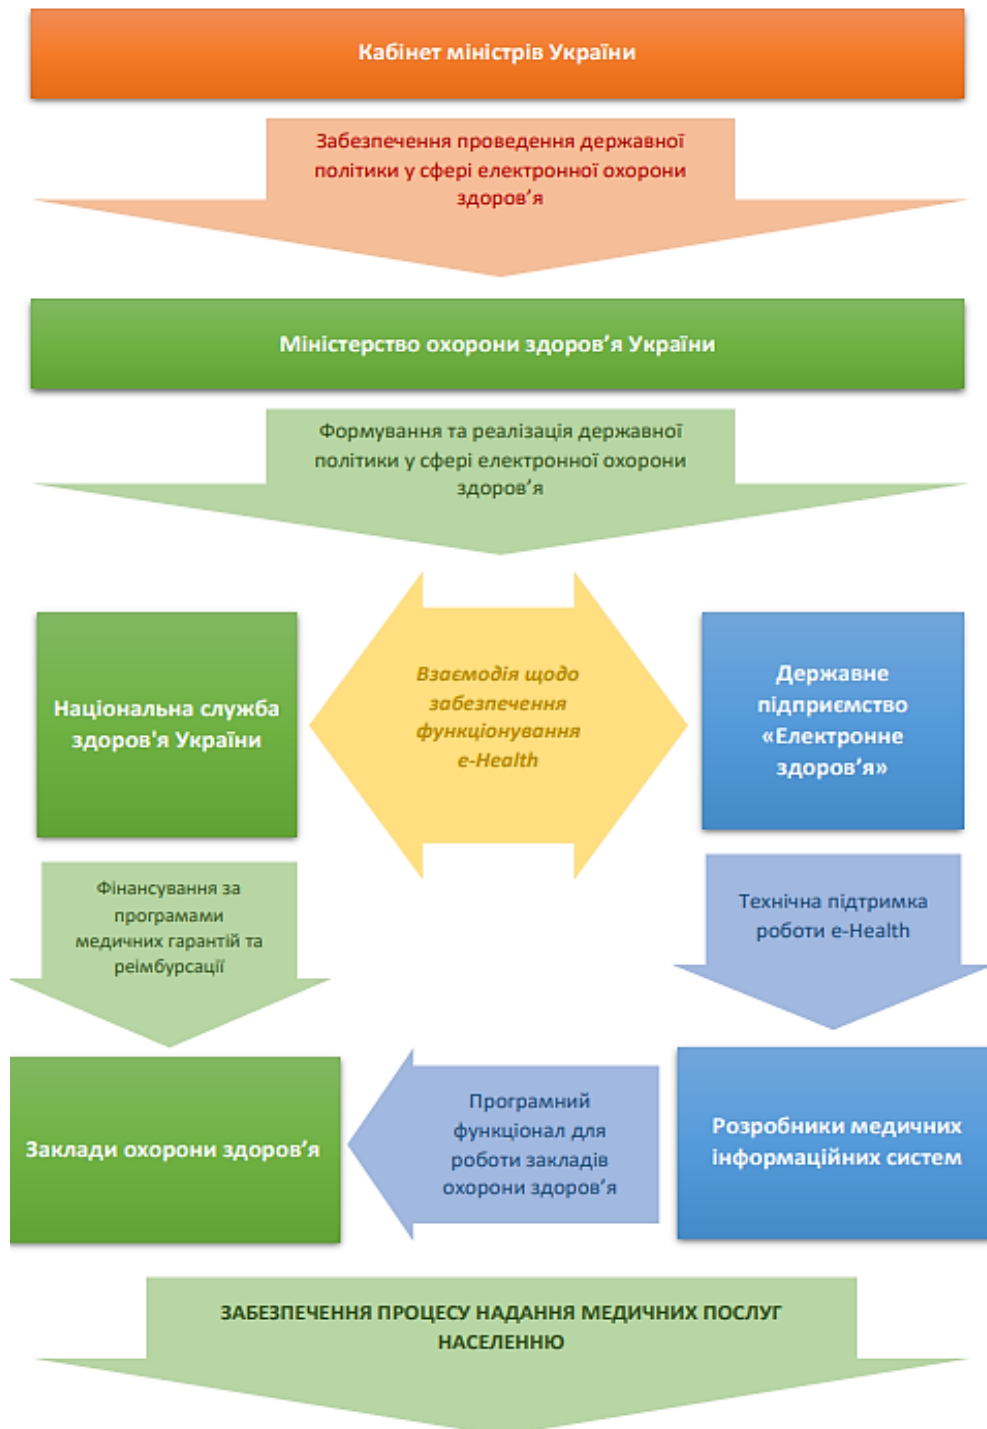 Кабінет міністрів України
Забезпечення проведення державної
політики у сфері електронної охорони
здоров’я
Міністерство охорони здоров’я України
Формування та реалізація державної
політики у сфері електронної охорони
здоров’я
Національна служба
здоров'я України
Взаємодія щодо
забезпечення
функціонування
e-Health
Державне
підприємство
«Електронне
здоров’я»
Фінансування за
програмами
медичних гарантій та
реімбурсації
Технічна підтримка
роботи e-Health
Заклади охорони здоров’я
Програмний
функціонал для
роботи закладів
охорони здоров’я
Розробники медичних
інформаційних систем
ЗАБЕЗПЕЧЕННЯ ПРОЦЕСУ НАДАННЯ МЕДИЧНИХ ПОСЛУГ
НАСЕЛЕННЮ